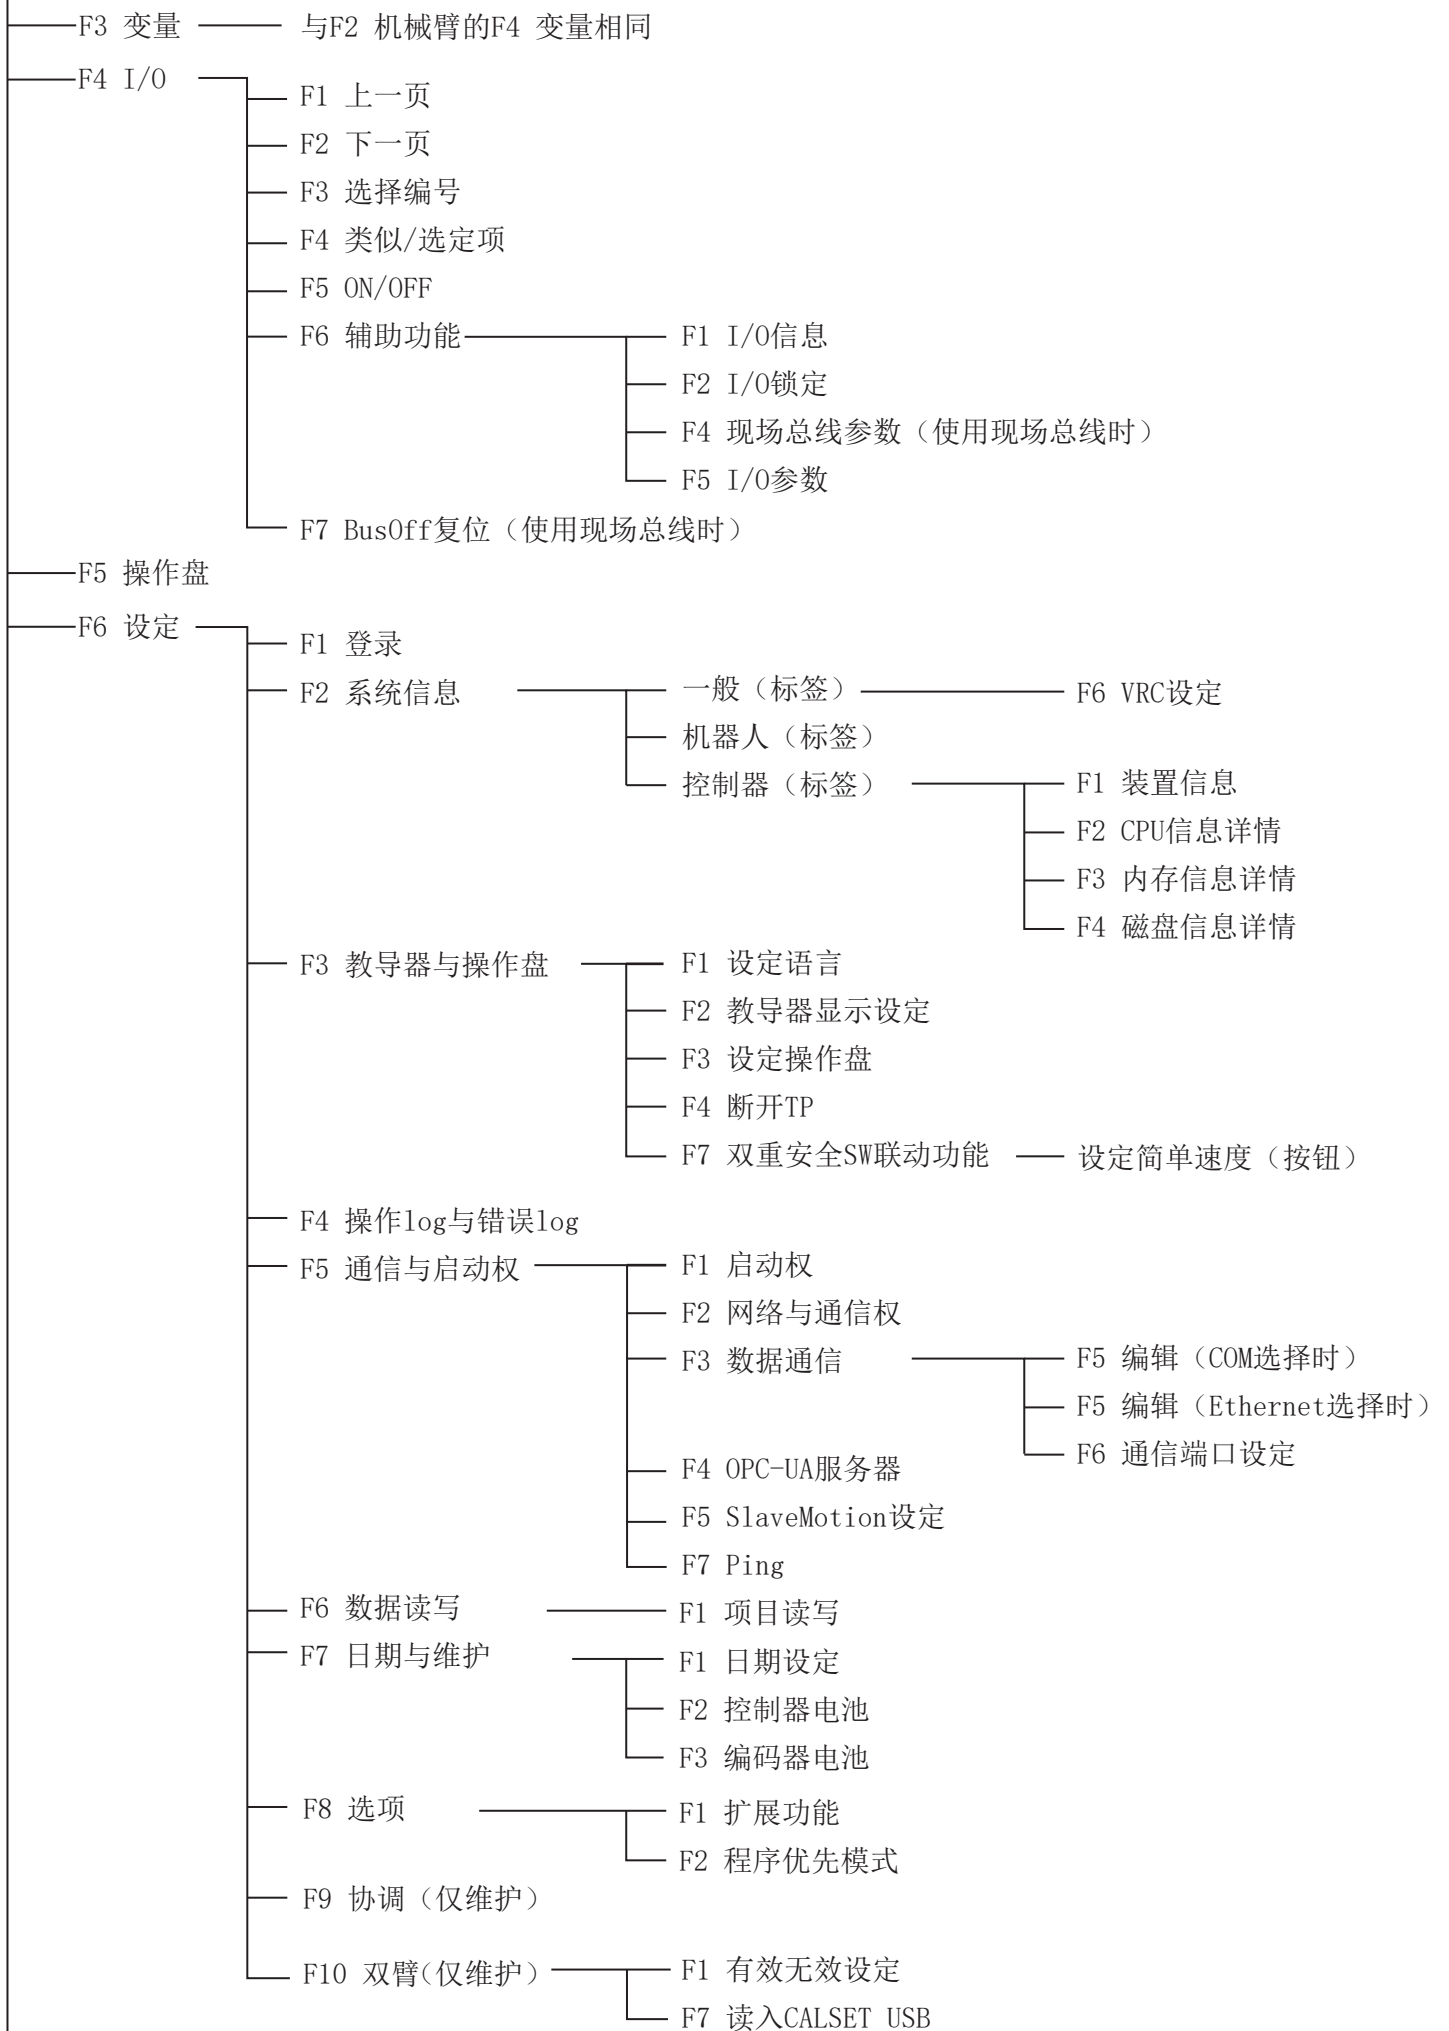 F3 变量 与F2 机械臂的F4 变量相同
F4 I/O
F1 上一页
F2 下一页
F3 选择编号
F4 类似/选定项
F5 ON/OFF
F6 辅助功能 F1 I/O信息
F2 I/O锁定
F4 现场总线参数（使用现场总线时）
F5 I/O参数
F7 BusOff复位（使用现场总线时）
F5 操作盘
F6 设定
F1 登录
F2 系统信息 一般（标签） F6 VRC设定
机器人（标签）
控制器（标签） F1 装置信息
F2 CPU信息详情
F3 内存信息详情
F4 磁盘信息详情
F3 教导器与操作盘 F1 设定语言
F2 教导器显示设定
F3 设定操作盘
F4 断开TP
F7 双重安全SW联动功能 设定简单速度（按钮）
F4 操作log与错误log
F5 通信与启动权 F1 启动权
F2 网络与通信权
F3 数据通信 F5 编辑（COM选择时）
F5 编辑（Ethernet选择时）
F6 通信端口设定
F4 OPC-UA服务器
F5 SlaveMotion设定
F7 Ping
F6 数据读写 F1 项目读写
F7 日期与维护 F1 日期设定
F2 控制器电池
F3 编码器电池
F8 选项 F1 扩展功能
F2 程序优先模式
F9 协调（仅维护）
F10 双臂（仅维护） F1 有效无效设定
F7 读入CALSET USB